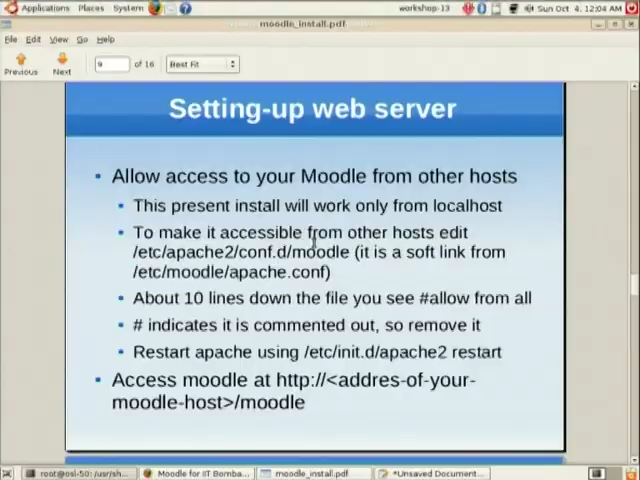 Applications Places System workshop-13 Sun Oct 4, 12:04 AM
moodle_install.pdf
File Edit View Go Help
Previous Next 9 of 16 Best Fit
Setting-up web server
Allow access to your Moodle from other hosts
This present install will work only from localhost
To make it accessible from other hosts edit
/etc/apache2/conf.d/moodle (it is a soft link from
/etc/moodle/apache.conf)
About 10 lines down the file you see #allow from all
# indicates it is commented out, so remove it
Restart apache using /etc/init.d/apache2 restart
Access moodle at http://<addres-of-your-
moodle-host>/moodle
root@osl-50: /usr/sh... Moodle for IIT Bomba... moodle_install.pdf *Unsaved Document...